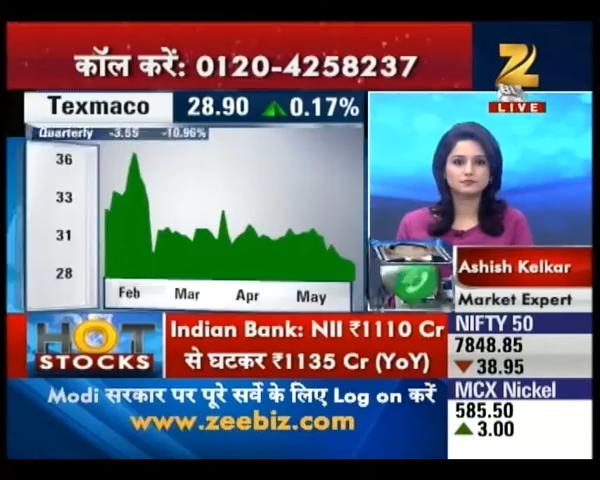 कॉल करें: 0120-4258237
LIVE
Texmaco 28.90 0.17%
Quarterly -3.55 -10.96%
36
33
31
28
Feb Mar Apr May
Ashish Kelkar
Market Expert
HOT STOCKS
Indian Bank: NII ₹1110 Cr
से घटकर ₹1135 Cr (YoY)
NIFTY 50
7848.85
38.95
MCX Nickel
585.50
3.00
Modi सरकार पर पूरे सर्वे के लिए Log on करें
www.zeebiz.com